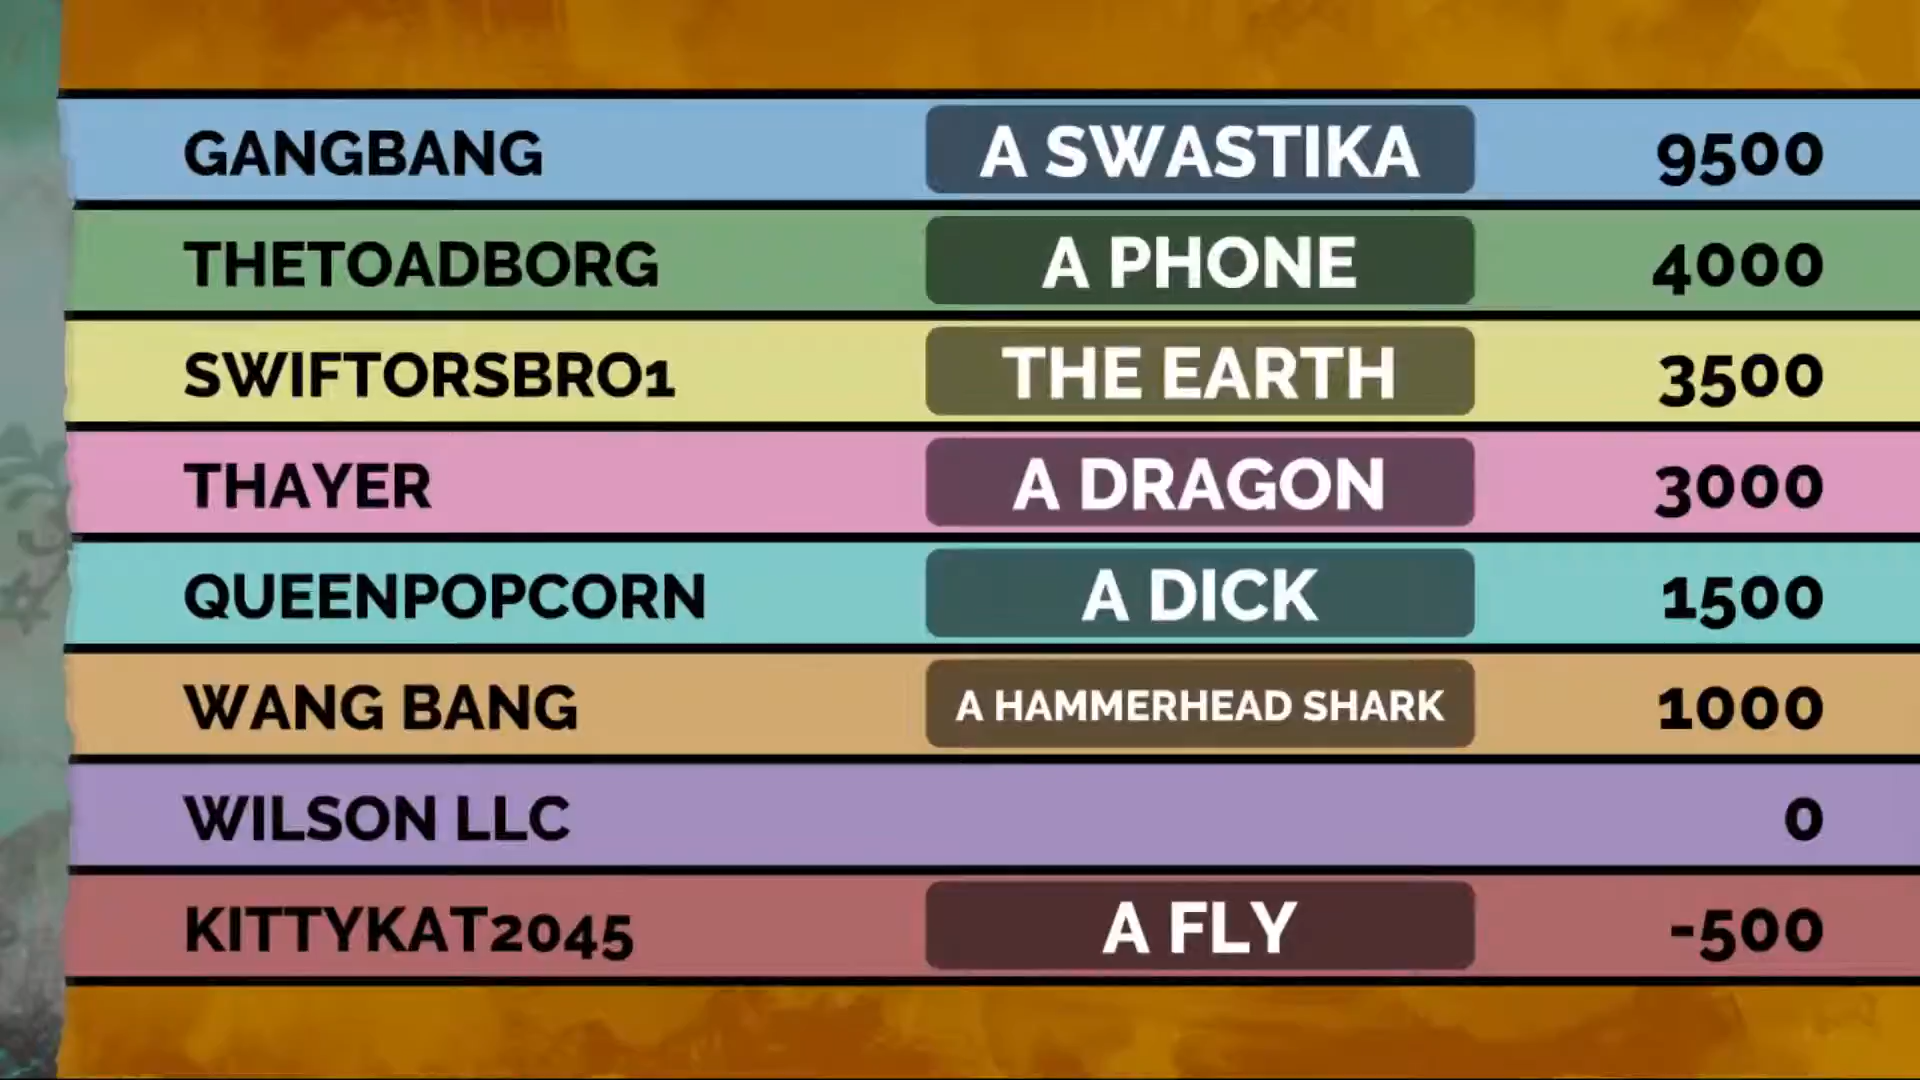 GANGBANG A SWASTIKA 9500
THETOADBORG A PHONE 4000
SWIFTORSBRO1 THE EARTH 3500
THAYER A DRAGON 3000
QUEENPOPCORN A DICK 1500
WANG BANG A HAMMERHEAD SHARK 1000
WILSON LLC 0
KITTYKAT2045 A FLY -500